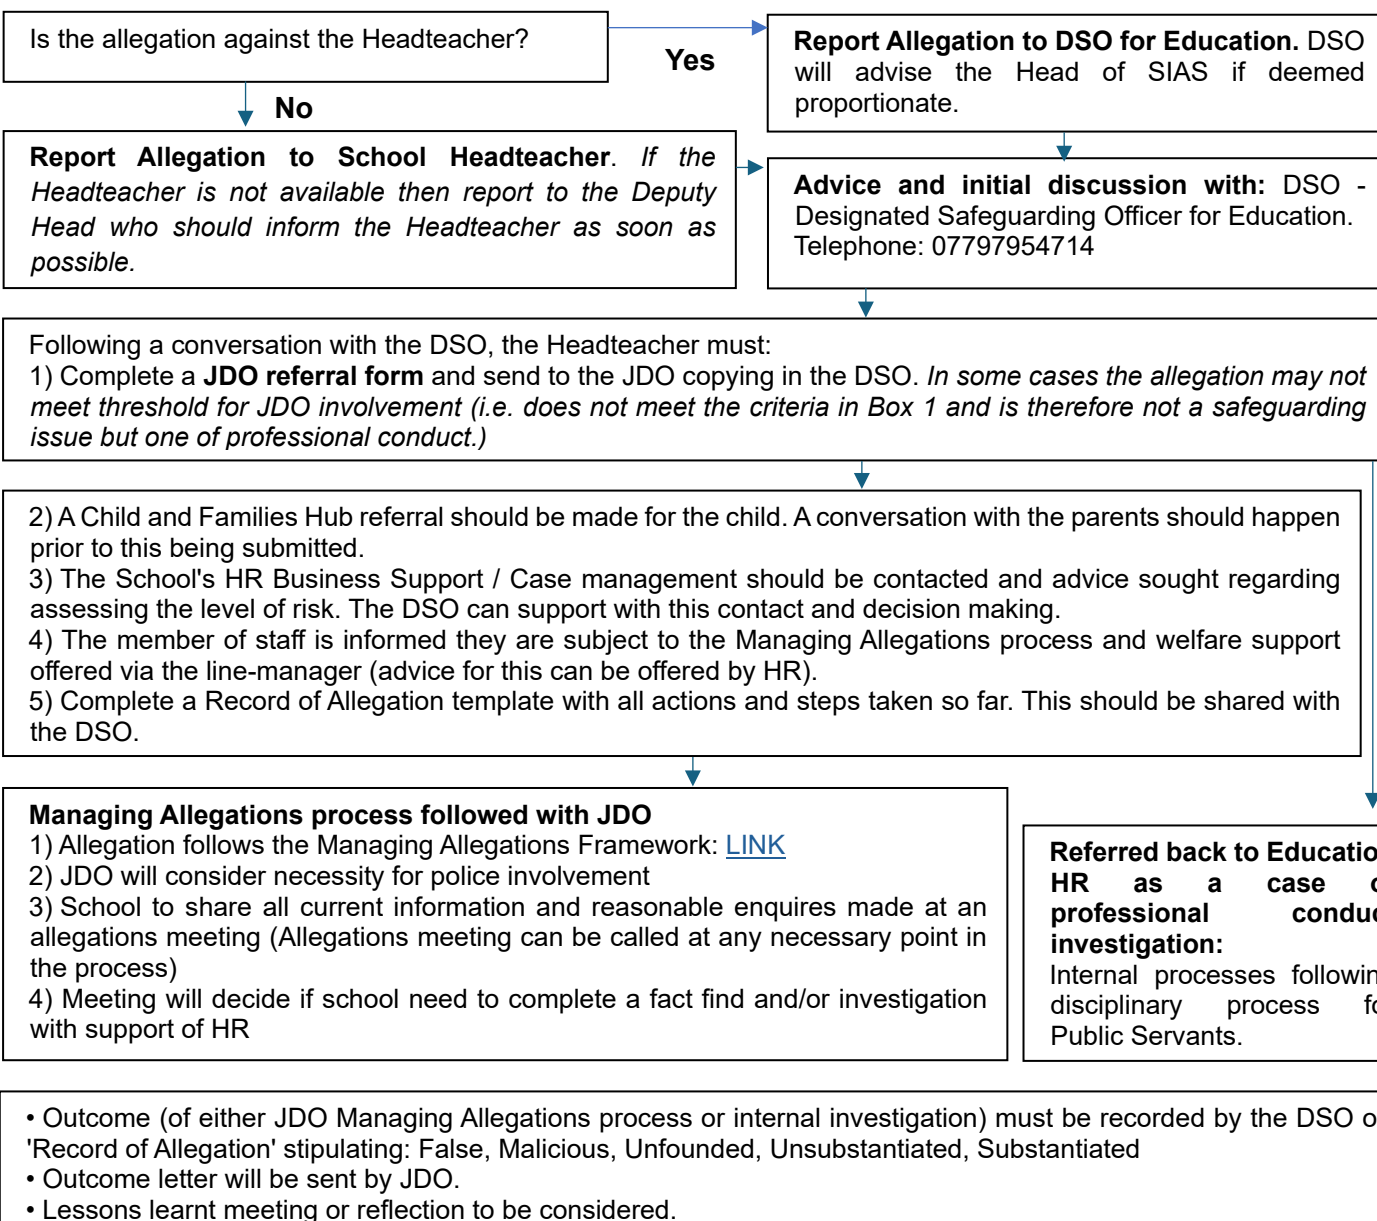 Is the allegation against the Headteacher?
Yes
Report Allegation to DSO for Education. DSO
will advise the Head of SIAS if deemed
proportionate.
No
Report Allegation to School Headteacher. If the
Headteacher is not available then report to the Deputy
Head who should inform the Headteacher as soon as
possible.
Advice and initial discussion with: DSO -
Designated Safeguarding Officer for Education.
Telephone: 07797954714
Following a conversation with the DSO, the Headteacher must:
1) Complete a JDO referral form and send to the JDO copying in the DSO. In some cases the allegation may not
meet threshold for JDO involvement (i.e. does not meet the criteria in Box 1 and is therefore not a safeguarding
issue but one of professional conduct.)
2) A Child and Families Hub referral should be made for the child. A conversation with the parents should happen
prior to this being submitted.
3) The School's HR Business Support / Case management should be contacted and advice sought regarding
assessing the level of risk. The DSO can support with this contact and decision making.
4) The member of staff is informed they are subject to the Managing Allegations process and welfare support
offered via the line-manager (advice for this can be offered by HR).
5) Complete a Record of Allegation template with all actions and steps taken so far. This should be shared with
the DSO.
Managing Allegations process followed with JDO
1) Allegation follows the Managing Allegations Framework: LINK
2) JDO will consider necessity for police involvement
3) School to share all current information and reasonable enquires made at an
allegations meeting (Allegations meeting can be called at any necessary point in
the process)
4) Meeting will decide if school need to complete a fact find and/or investigation
with support of HR
Referred back to Educatio
HR as a case
professional conduc
investigation:
Internal processes followin
disciplinary process fo
Public Servants.
• Outcome (of either JDO Managing Allegations process or internal investigation) must be recorded by the DSO o
'Record of Allegation' stipulating: False, Malicious, Unfounded, Unsubstantiated, Substantiated
• Outcome letter will be sent by JDO.
• Lessons learnt meeting or reflection to be considered.